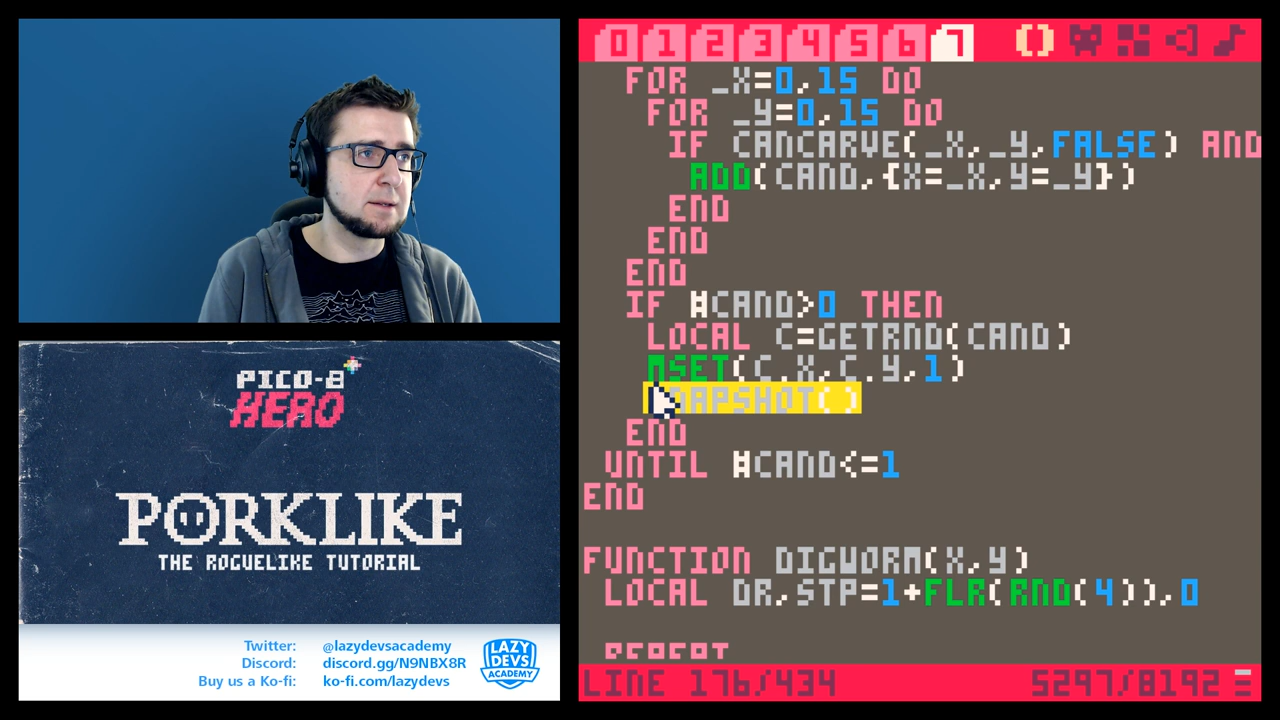 0 1 2 3 4 5 6 7
FOR _X=0,15 DO
FOR _Y=0,15 DO
IF CANCARVE(_X,_Y,FALSE) AND
ADD(CAND,{X=_X,Y=_Y})
END
END
END
IF #CAND>0 THEN
LOCAL C=GETRND(CAND)
MSET(C.X,C.Y,1)
SNAPSHOT()
END
UNTIL #CAND<=1
END
FUNCTION DIGWORM(X,Y)
LOCAL DR,STP=1+FLR(RND(4)),0
REPEAT
LINE 176/434 5297/8192
PICO-8
HERO
PORKLIKE
THE ROGUELIKE TUTORIAL
Twitter: @lazydevsacademy
Discord: discord.gg/N9NBX8R
Buy us a Ko-fi: ko-fi.com/lazydevs
LAZY
DEVS
ACADEMY